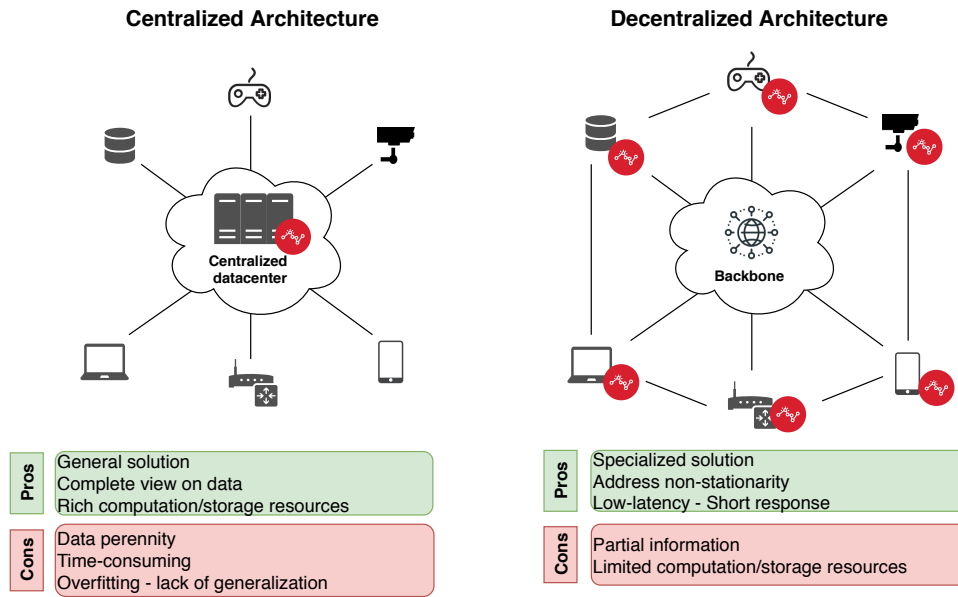 Centralized Architecture
Centralized
datacenter
Pros
General solution
Complete view on data
Rich computation/storage resources
Cons
Data perennity
Time-consuming
Overfitting - lack of generalization
Decentralized Architecture
Backbone
Pros
Specialized solution
Address non-stationarity
Low-latency - Short response
Cons
Partial information
Limited computation/storage resources